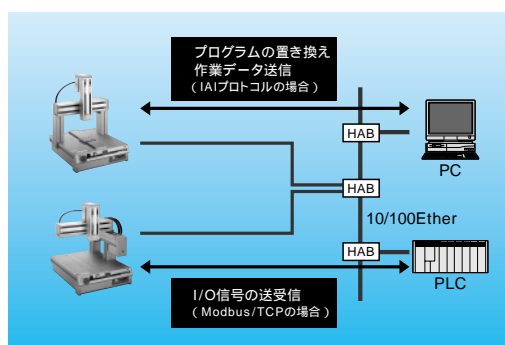 プログラムの置き換え
作業データ送信
(IAIプロトコルの場合)
HAB
PC
HAB
10/100Ether
HAB
PLC
I/O信号の送受信
(Modbus/TCPの場合)